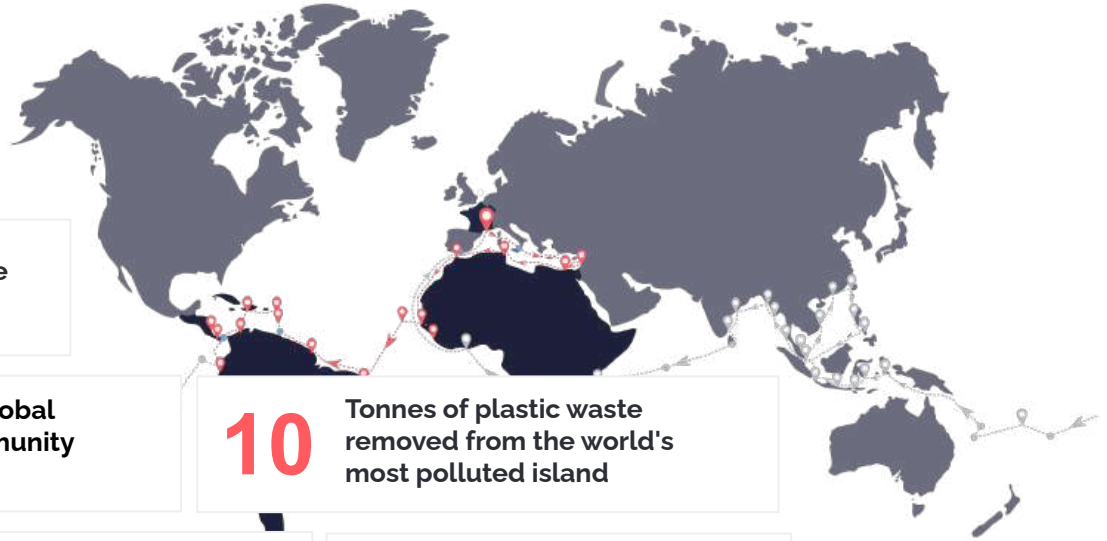 e
obal
nunity
10
Tonnes of plastic waste
removed from the world's
most polluted island